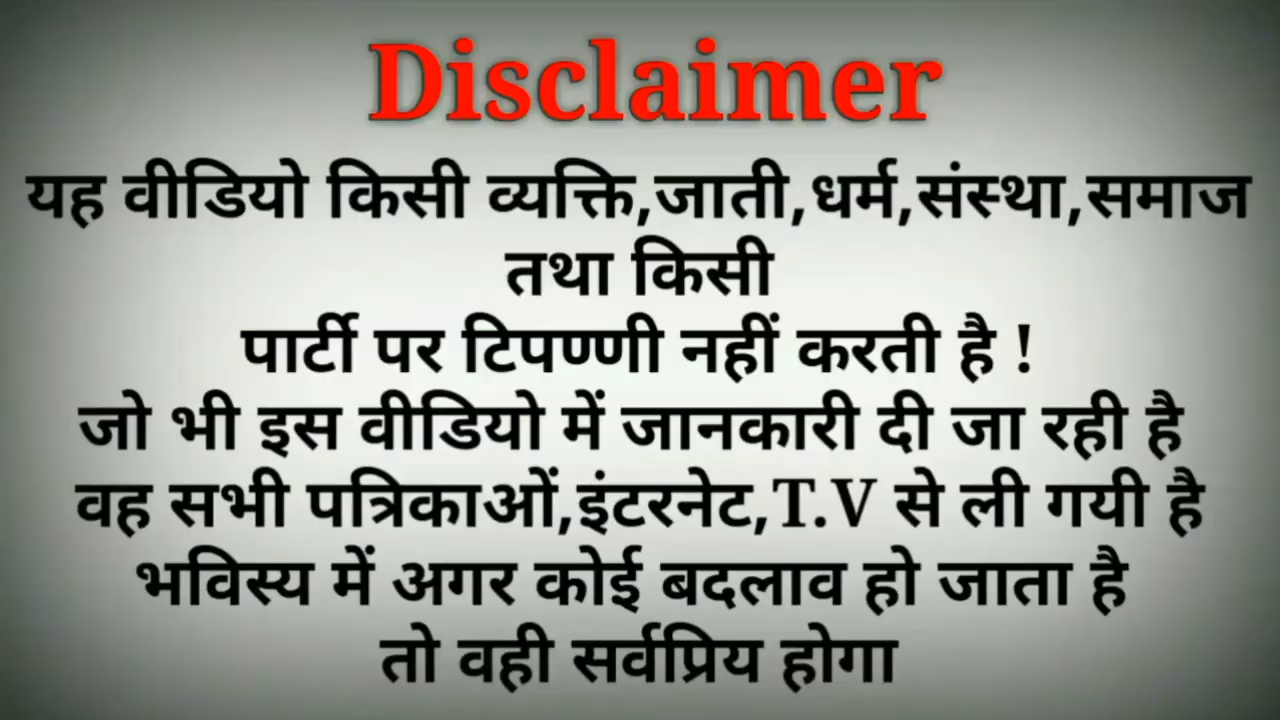 Disclaimer
यह वीडियो किसी व्यक्ति,जाती,धर्म,संस्था,समाज
तथा किसी
पार्टी पर टिपण्णी नहीं करती है !
जो भी इस वीडियो में जानकारी दी जा रही है
वह सभी पत्रिकाओं,इंटरनेट,T.V से ली गयी है
भविस्य में अगर कोई बदलाव हो जाता है
तो वही सर्वप्रिय होगा